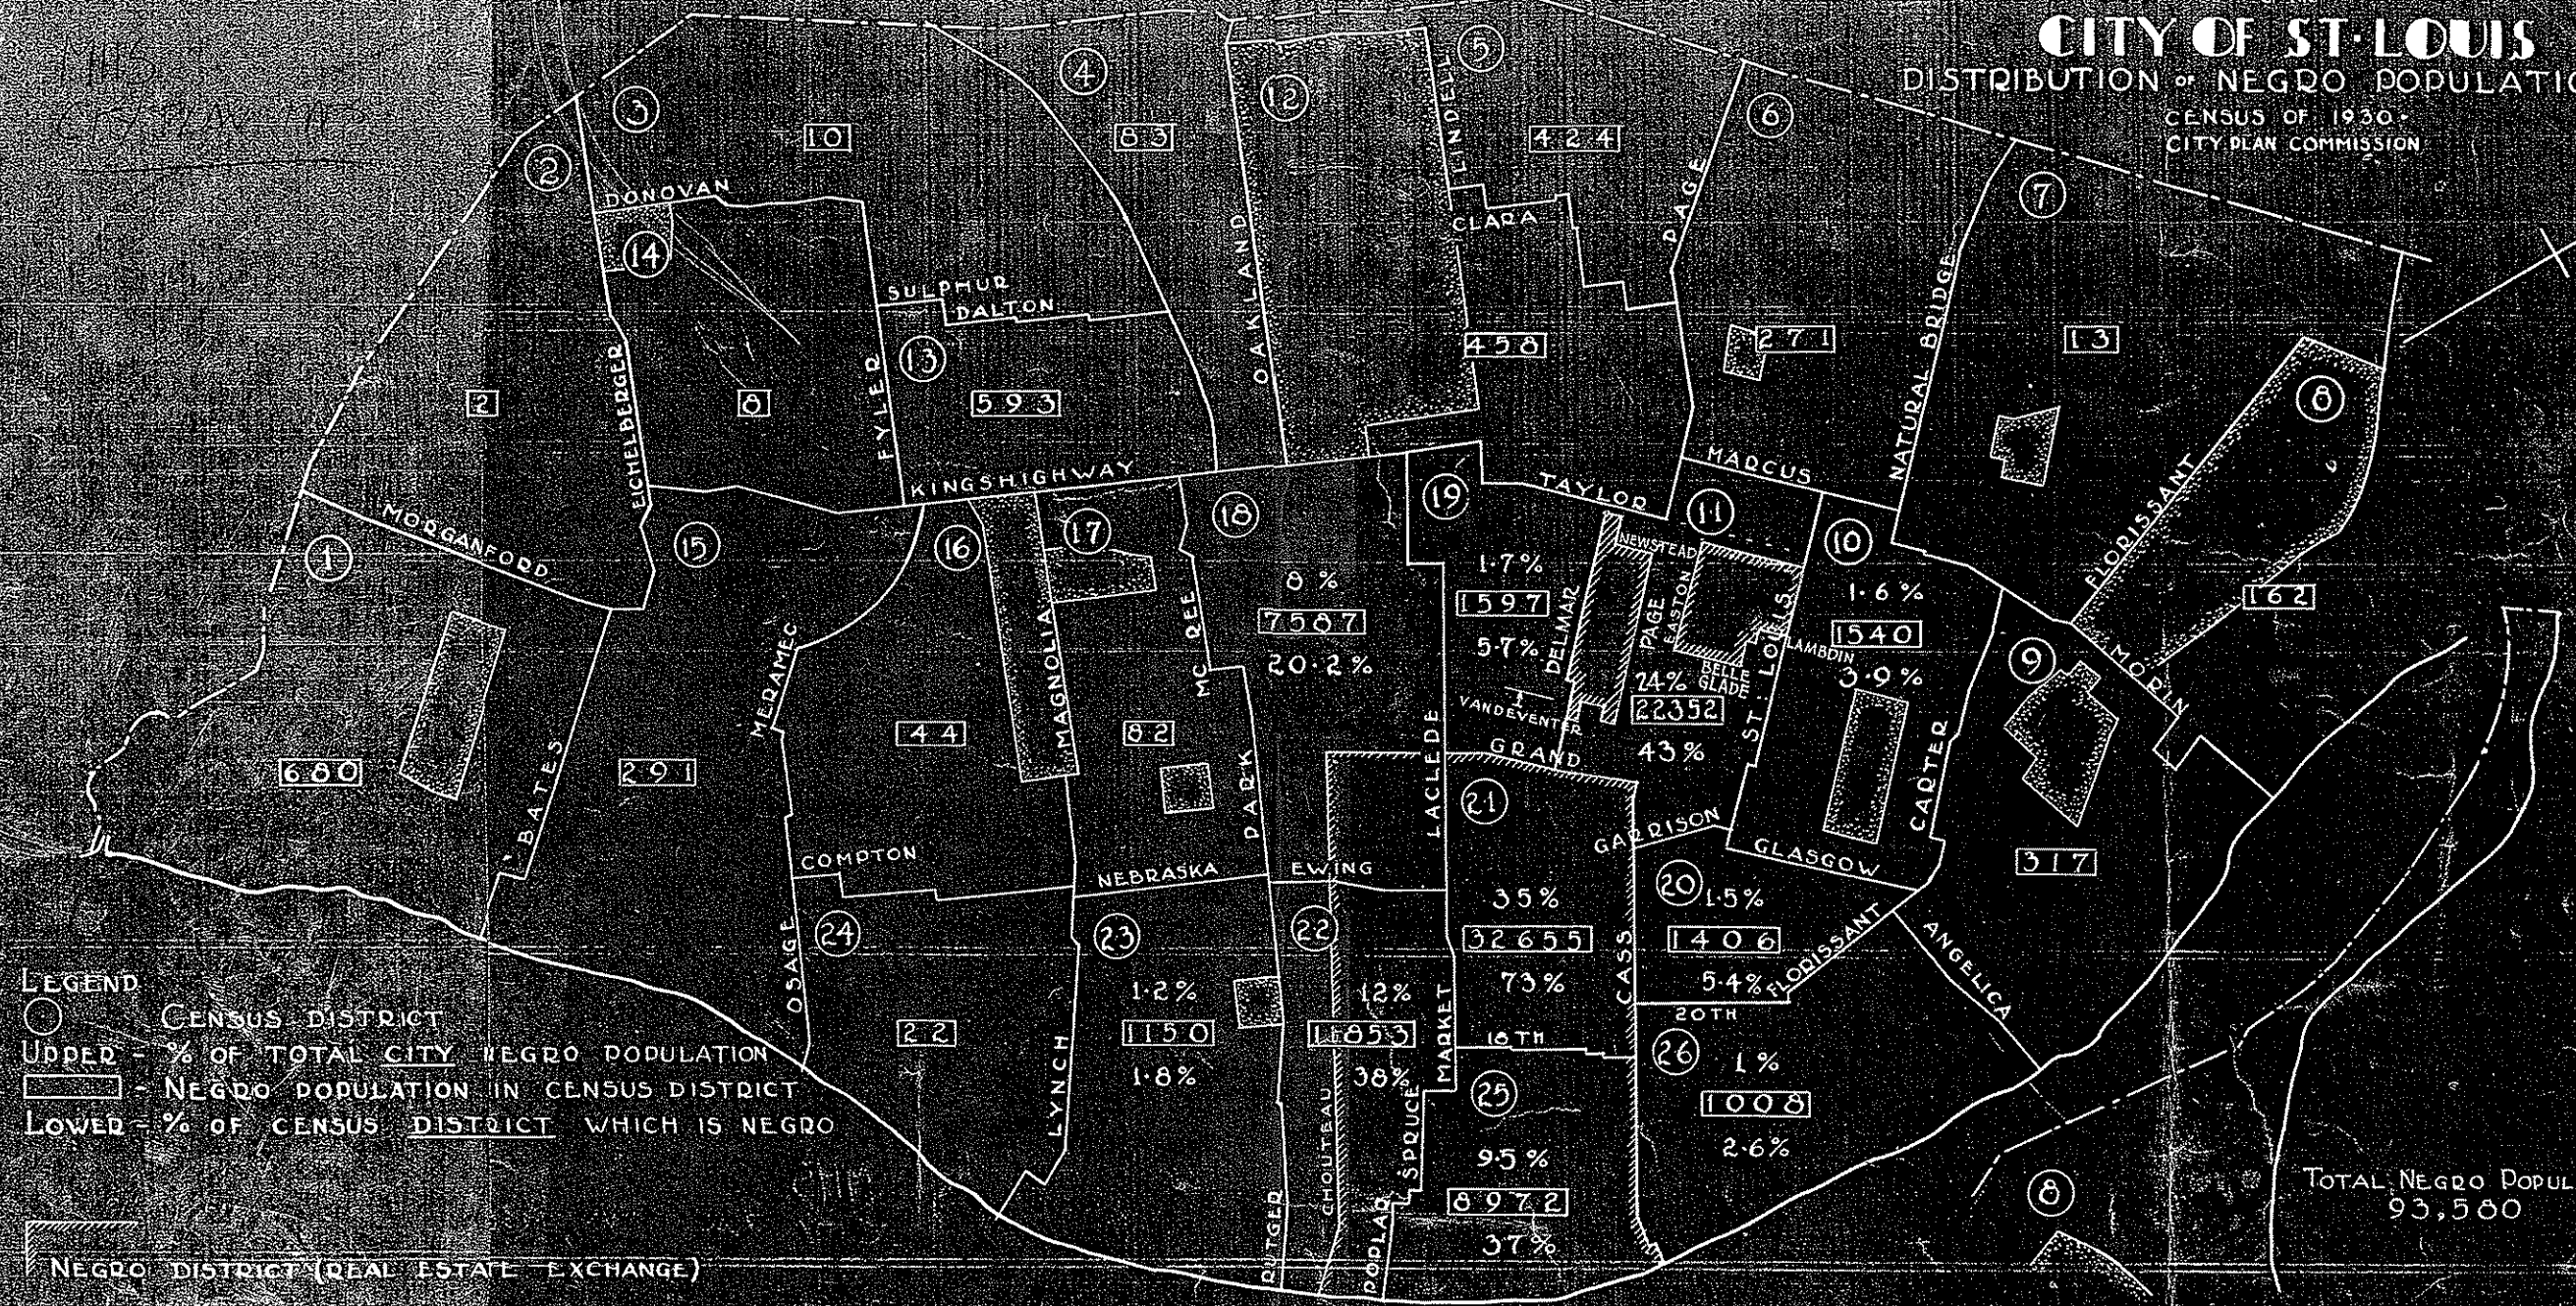 CITY OF ST. LOUIS
DISTRIBUTION OF NEGRO POPULATIO
CENSUS OF 1930.
CITY PLAN COMMISSION
3
10
4
83
12
5
LINDELL
424
6
7
2
DONOVAN
14
OAKLAND
CLARA
PAGE
SULPHUR
DALTON
13
458
271
NATURAL BRIDGE
13
8
2
EICHELBERGER
8
FYLER
593
KINGSHIGHWAY
TAYLOR
MARCUS
FLORISSANT
MORGANFORD
1
15
16
17
18
19
11
10
8 %
7587
20.2%
1.7%
1597
5.7%
DELMAR
NEWSTEAD
PAGE
EASTON
BELLE
GLADE
ST. LOUIS
LAMBDIN
1.6%
1540
3.9%
162
9
MORIN
MERAMEC
MAGNOLIA
MC REE
VANDEVENTER
24%
22352
43%
680
BATES
291
44
82
PARK
LACLEDE
GRAND
21
CARTER
317
COMPTON
NEBRASKA
EWING
GARRISON
GLASGOW
35%
32655
73%
CASS
20
1.5%
1406
5.4%
FLORISSANT
ANGELICA
OSAGE
24
23
22
22
LYNCH
1.2%
1150
1.8%
12%
11853
38%
MARKET
18TH
20TH
26
1%
1008
2.6%
25
9.5%
8972
37%
RUTGER
CHOUTEAU
POPLAR
SPRUCE
8
LEGEND
CENSUS DISTRICT
UPPER - % OF TOTAL CITY NEGRO POPULATION
- NEGRO POPULATION IN CENSUS DISTRICT
LOWER - % OF CENSUS DISTRICT WHICH IS NEGRO
NEGRO DISTRICT (REAL ESTATE EXCHANGE)
TOTAL NEGRO POPUL
93,580